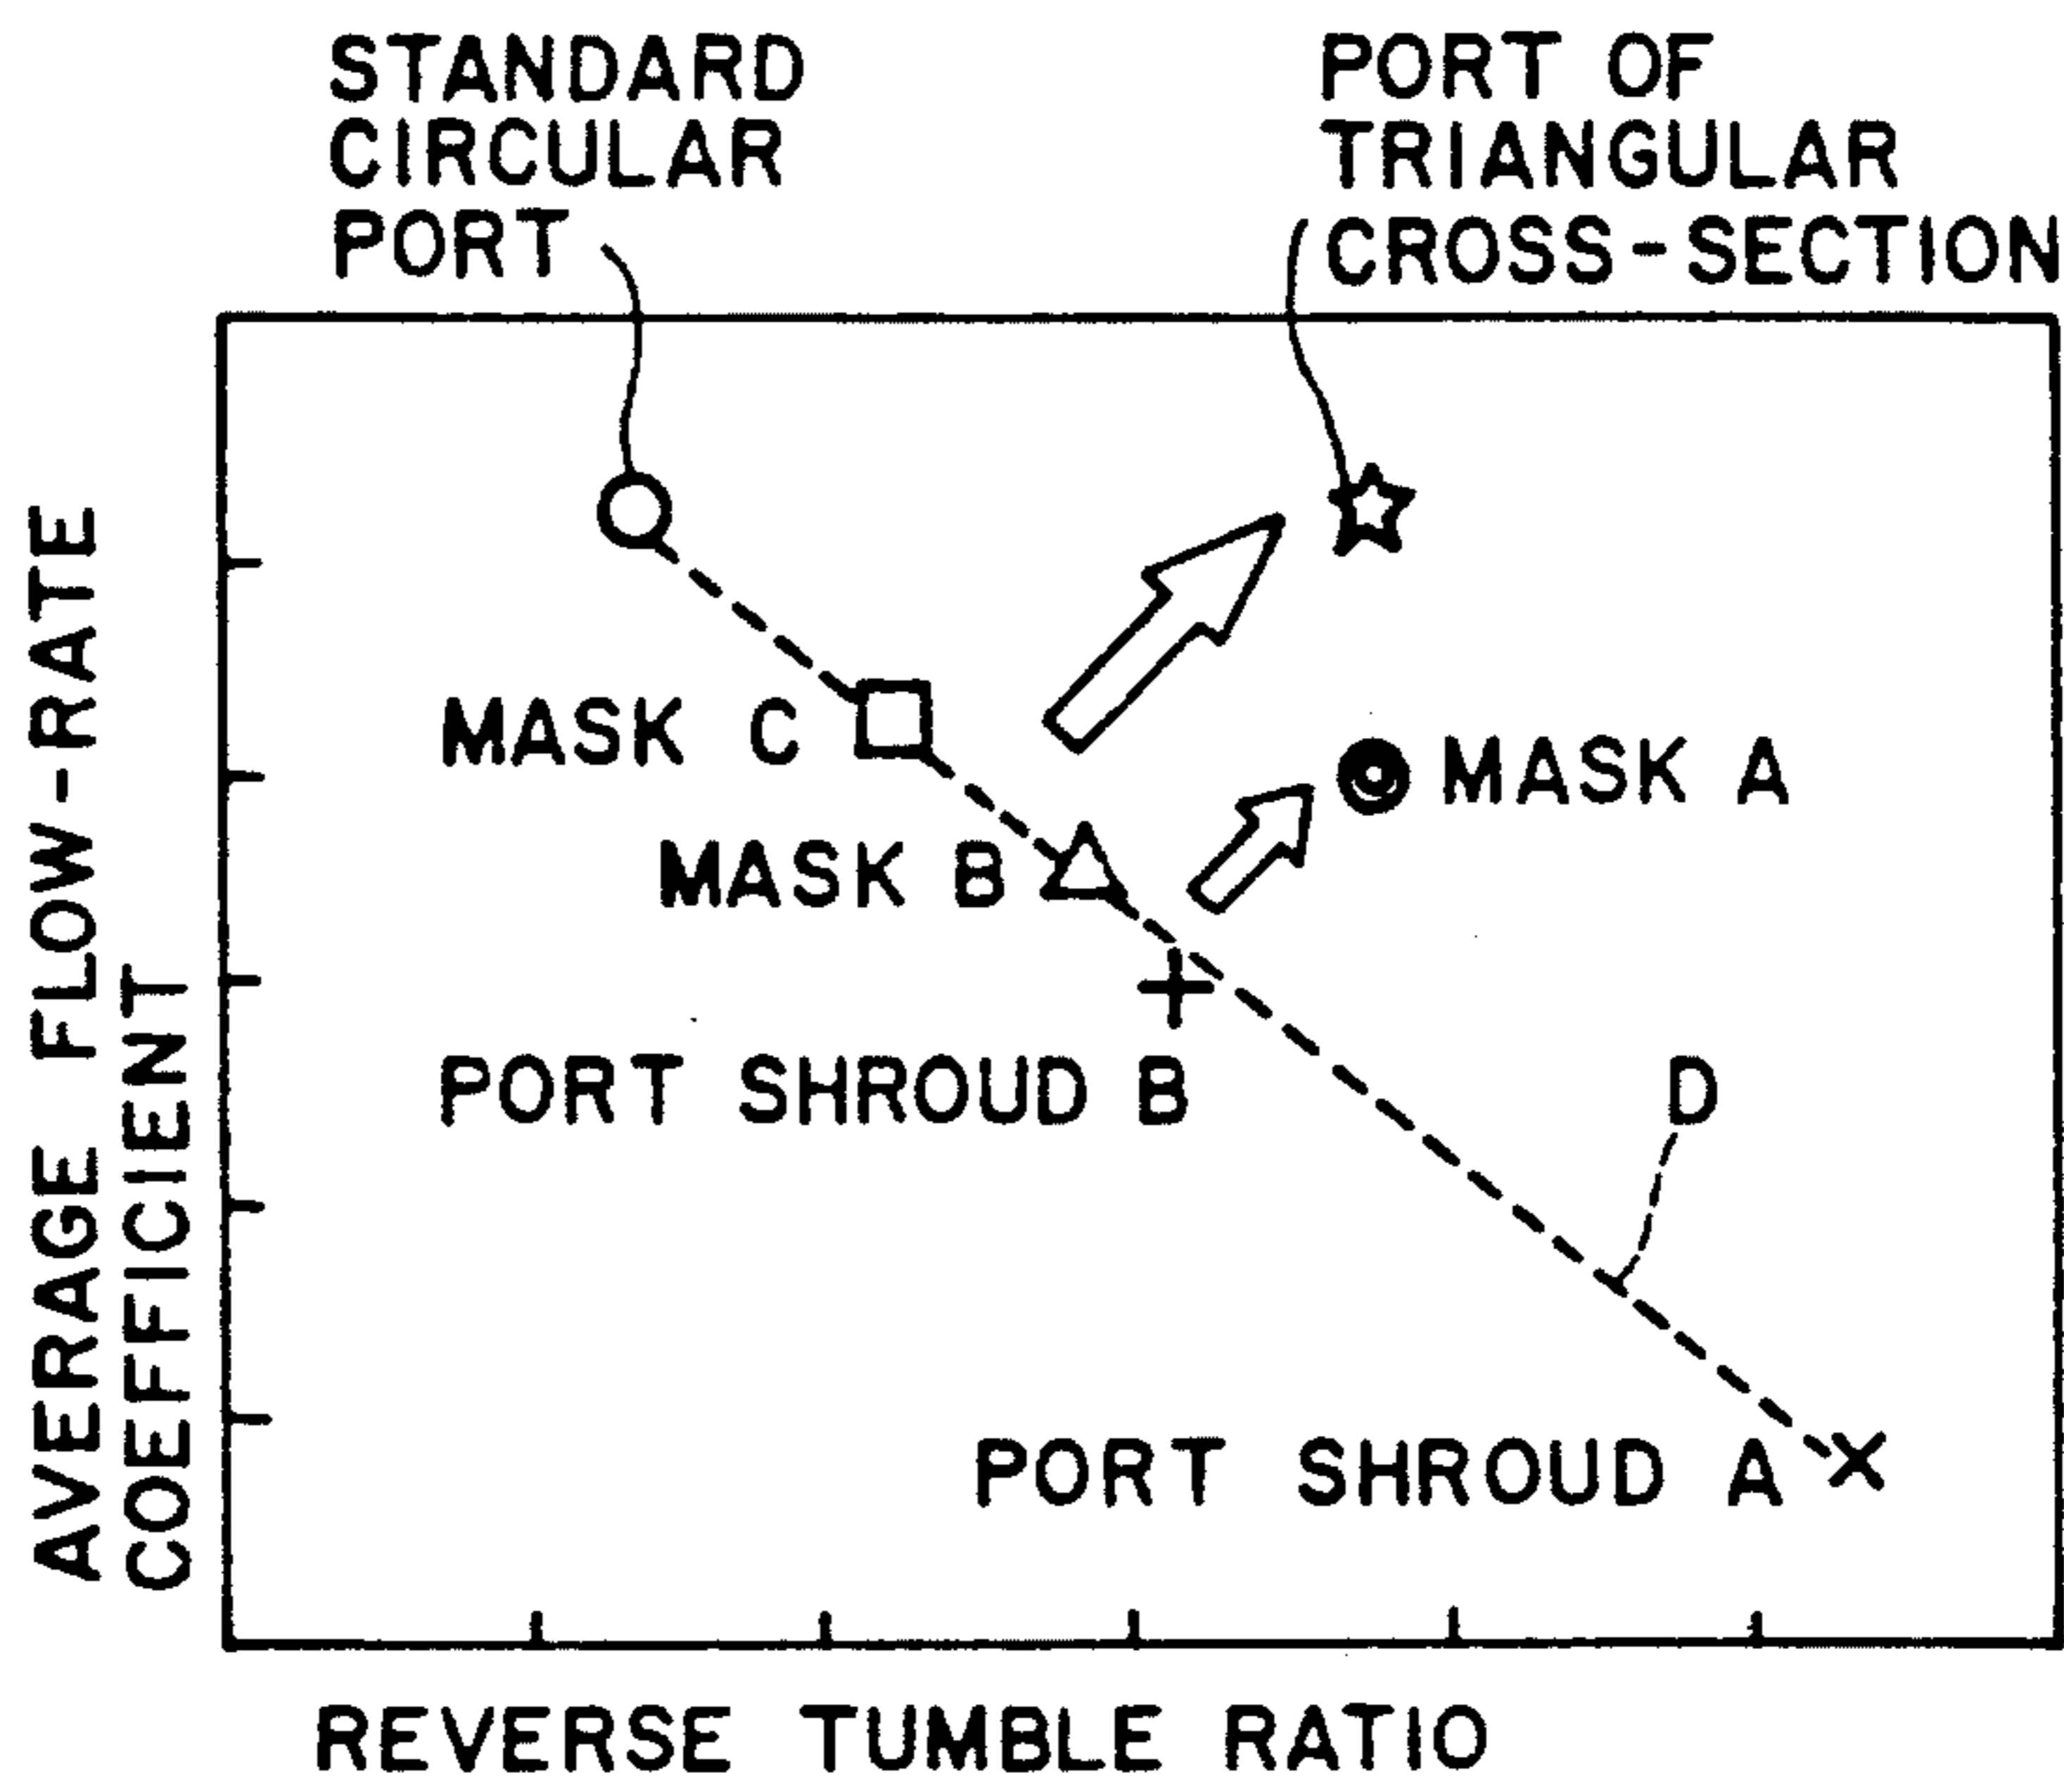 STANDARD
CIRCULAR
PORT
PORT OF
TRIANGULAR
CROSS-SECTION
AVERAGE FLOW-RATE
COEFFICIENT
MASK C
MASK A
MASK B
PORT SHROUD B
D
PORT SHROUD A
REVERSE TUMBLE RATIO